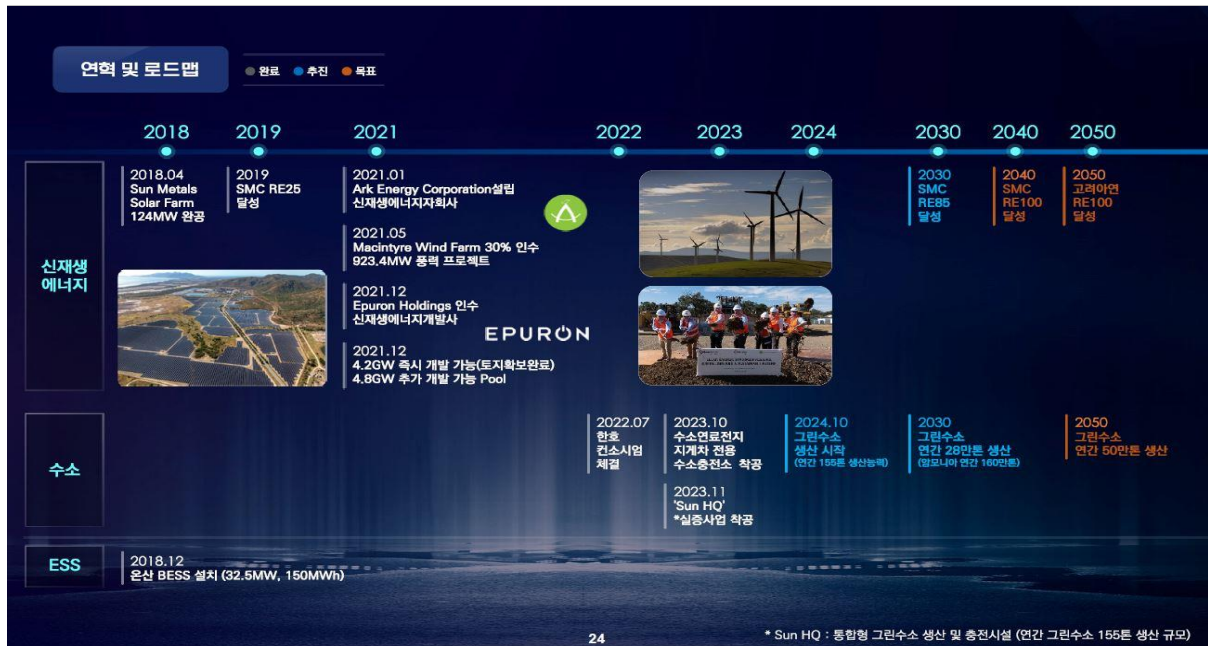 연혁 및 로드맵
완료 추진 목표
2018 2019 2021 2022 2023 2024 2030 2040 2050
신재생
에너지
2018.04
Sun Metals
Solar Farm
124MW 완공
2019
SMC RE25
달성
2021.01
Ark Energy Corporation설립
신재생에너지자회사
2021.05
Macintyre Wind Farm 30% 인수
923.4MW 풍력 프로젝트
2021.12
Epuron Holdings 인수
신재생에너지개발사
EPURON
2021.12
4.2GW 즉시 개발 가능(토지확보완료)
4.8GW 추가 개발 가능 Pool
2030
SMC
RE85
달성
2040
SMC
RE100
달성
2050
고려아연
RE100
달성
수소
2022.07
한호
컨소시엄
체결
2023.10
수소연료전지
지게차 전용
수소충전소 착공
2023.11
'Sun HQ'
*실증사업 착공
2024.10
그린수소
생산 시작
(연간 155톤 생산능력)
2030
그린수소
연간 28만톤 생산
(암모니아 연간 160만톤)
2050
그린수소
연간 50만톤 생산
ESS
2018.12
온산 BESS 설치 (32.5MW, 150MWh)
24
* Sun HQ : 통합형 그린수소 생산 및 충전시설 (연간 그린수소 155톤 생산 규모)